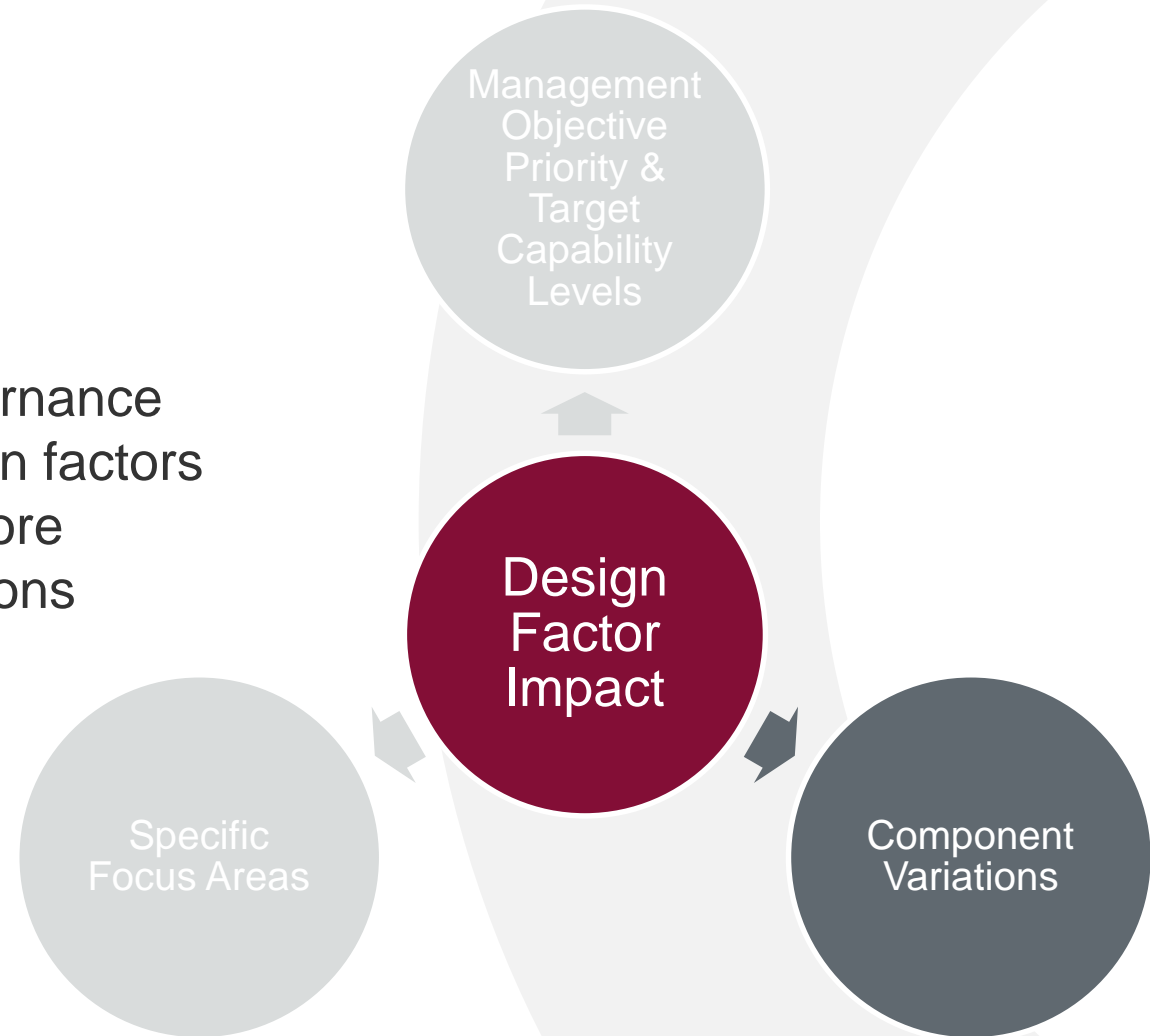 Management
Objective
Priority &
Target
Capability
Levels
rnance
n factors
ore
ons
Design
Factor
Impact
Specific
Focus Areas
Component
Variations